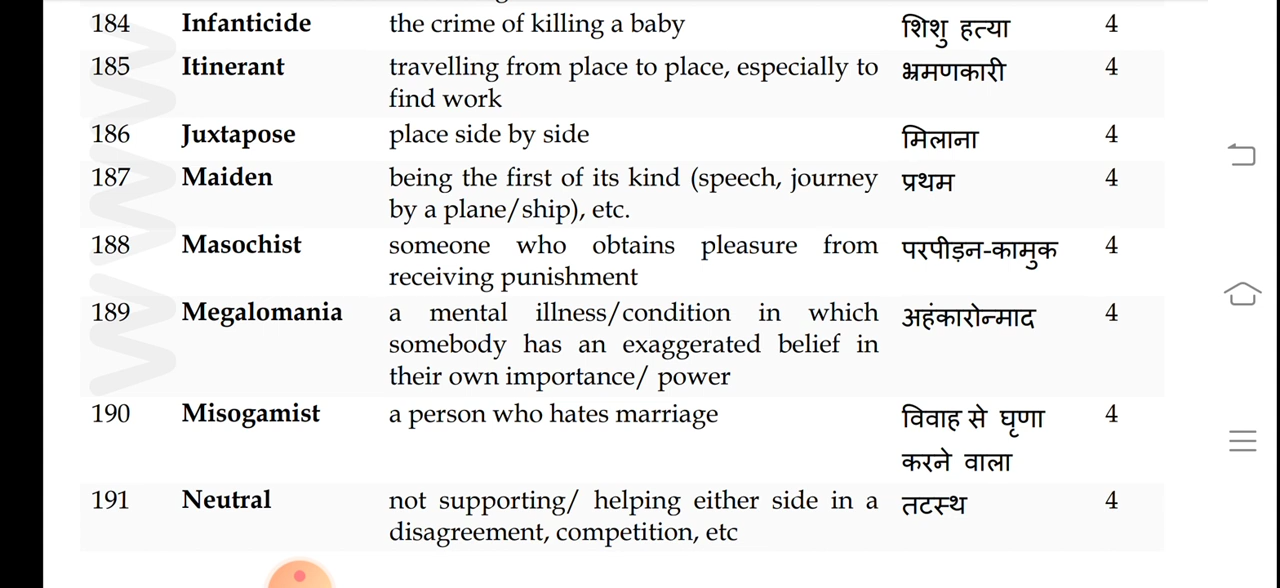 184 Infanticide the crime of killing a baby शिशु हत्या 4
185 Itinerant travelling from place to place, especially to भ्रमणकारी 4
find work
186 Juxtapose place side by side मिलाना 4
187 Maiden being the first of its kind (speech, journey प्रथम 4
by a plane/ship), etc.
188 Masochist someone who obtains pleasure from परपीड़न-कामुक 4
receiving punishment
189 Megalomania a mental illness/condition in which अहंकारोन्माद 4
somebody has an exaggerated belief in
their own importance/ power
190 Misogamist a person who hates marriage विवाह से घृणा 4
करने वाला
191 Neutral not supporting/ helping either side in a तटस्थ 4
disagreement, competition, etc
WWW